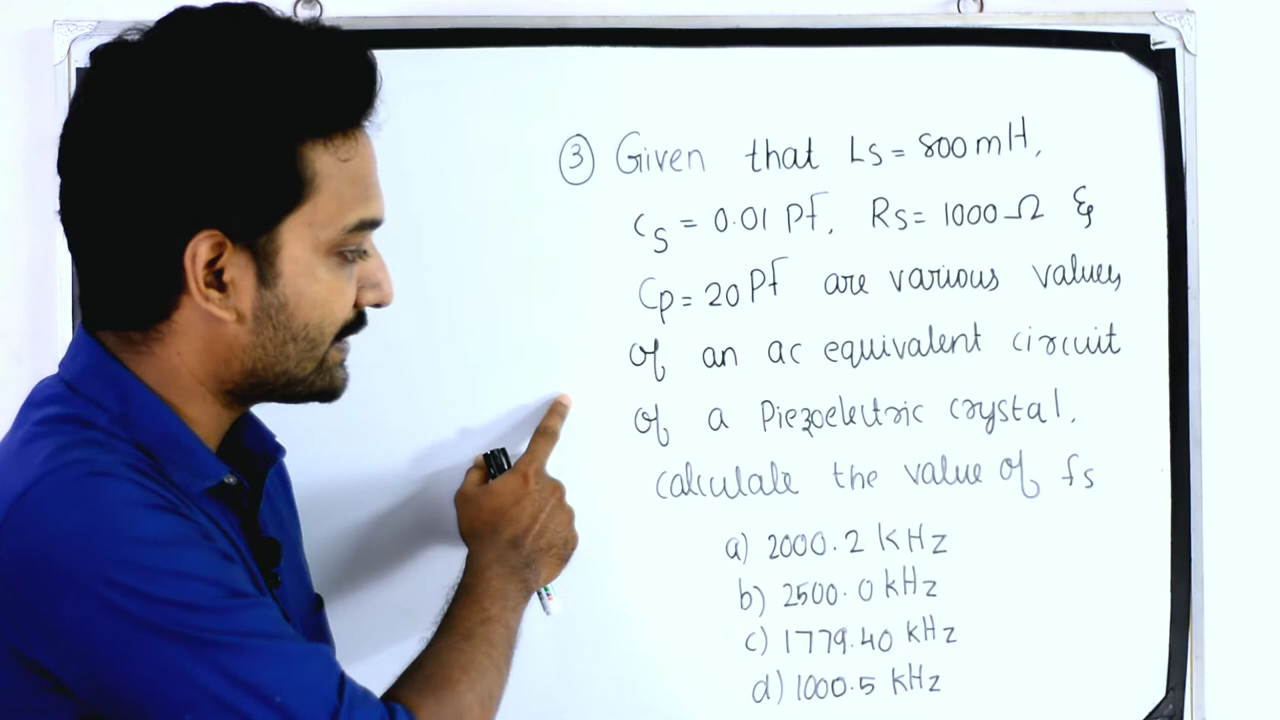 ③ Given that Ls = 800 mH,
Cs = 0.01 Pf, Rs = 1000 Ω &
Cp = 20 Pf are various values
of an ac equivalent circuit
of a Piezoelectric crystal.
calculate the value of fs
a) 2000.2 kHz
b) 2500.0 kHz
c) 1779.40 kHz
d) 1000.5 kHz